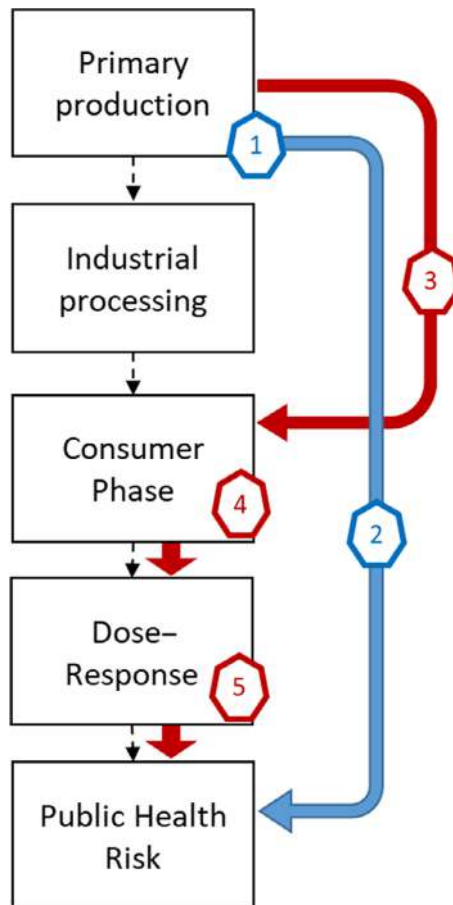 Primary
production
1
Industrial
processing
3
Consumer
Phase
4
2
Dose–
Response
5
Public Health
Risk